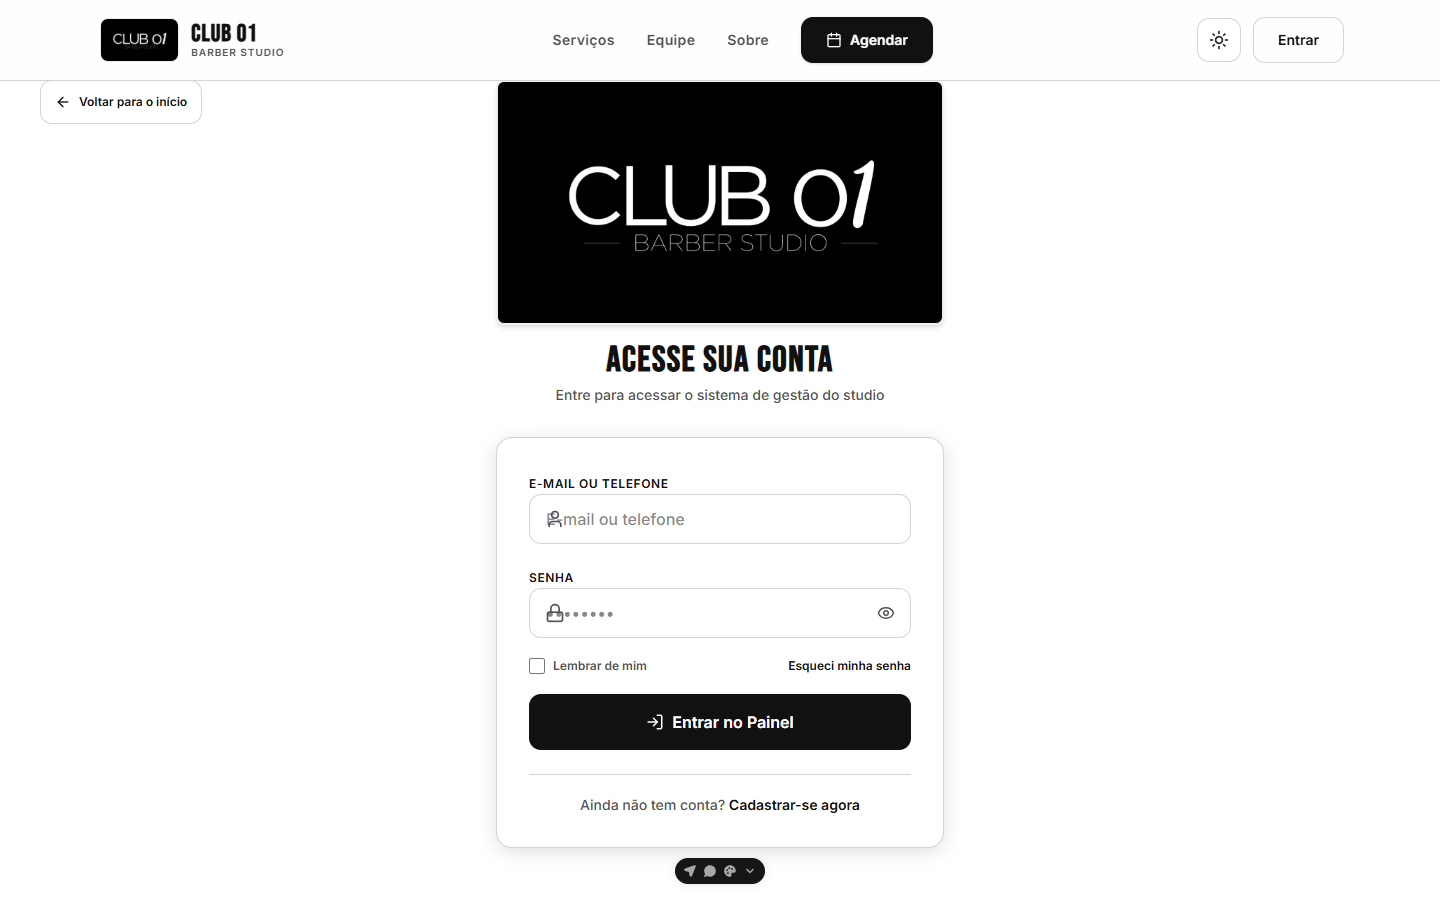 CLUB 01
CLUB 01
BARBER STUDIO
Serviços
Equipe
Sobre
Agendar
Entrar
Voltar para o início
CLUB 01
BARBER STUDIO
ACESSE SUA CONTA
Entre para acessar o sistema de gestão do studio
E-MAIL OU TELEFONE
E-mail ou telefone
SENHA
Lembrar de mim
Esqueci minha senha
Entrar no Painel
Ainda não tem conta? Cadastrar-se agora